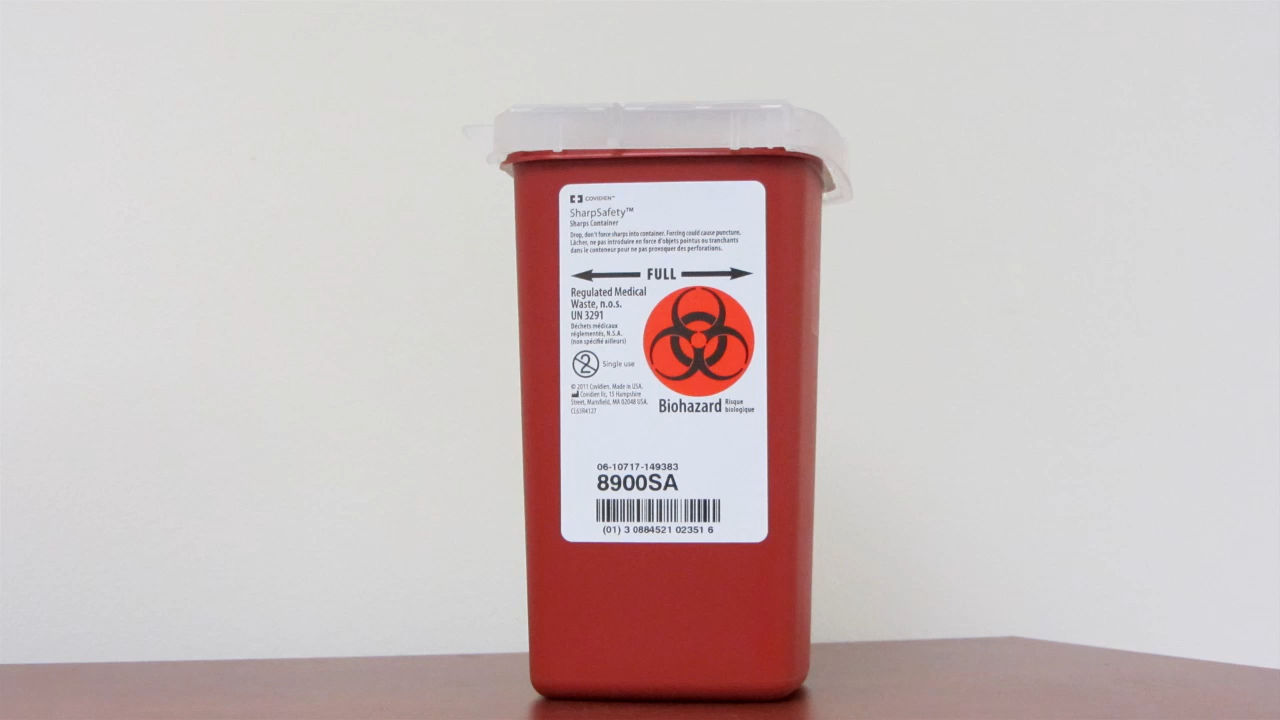 COVIDIEN™
SharpSafety™
Sharps Container
Drop, don't force sharps into container. Forcing could cause puncture.
Lâcher, ne pas introduire en force d'objets pointus ou tranchants
dans le conteneur pour ne pas provoquer des perforations.
FULL
Regulated Medical
Waste, n.o.s.
UN 3291
Déchets médicaux
réglementés, N.S.A.
(non spécifié ailleurs)
2 Single use
© 2011 Covidien. Made in USA.
Covidien llc, 15 Hampshire
Street, Mansfield, MA 02048 USA.
Biohazard Risque
biologique
06-10717-149383
8900SA
(01) 3 0884521 02351 6